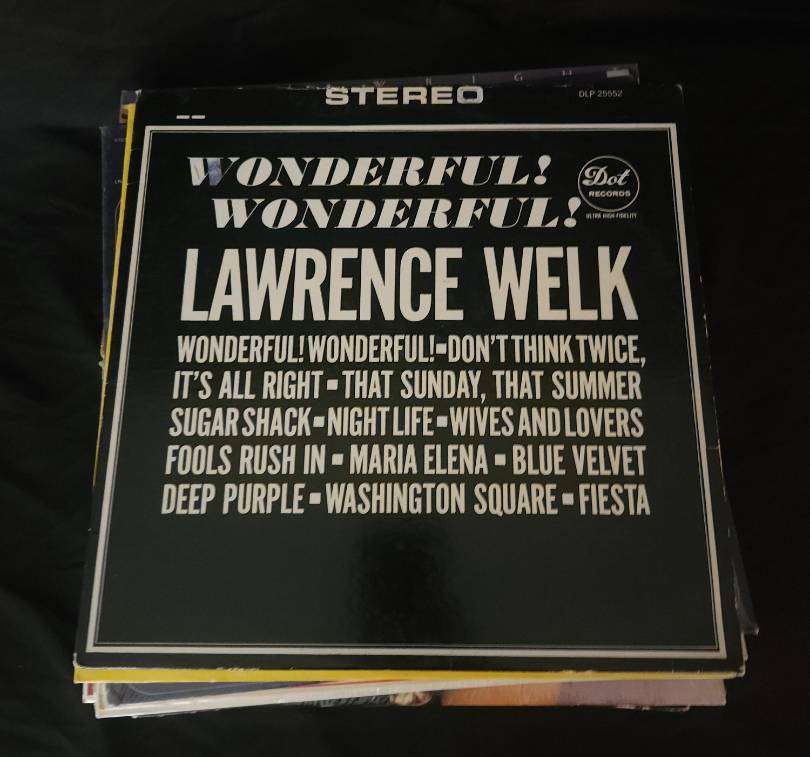 STEREO
DLP 25552
WONDERFUL!
WONDERFUL!
Dot
RECORDS
ULTRA HIGH FIDELITY
LAWRENCE WELK
WONDERFUL! WONDERFUL!▪DON'T THINK TWICE,
IT'S ALL RIGHT▪THAT SUNDAY, THAT SUMMER
SUGAR SHACK▪NIGHT LIFE▪WIVES AND LOVERS
FOOLS RUSH IN ▪ MARIA ELENA ▪ BLUE VELVET
DEEP PURPLE▪WASHINGTON SQUARE▪FIESTA